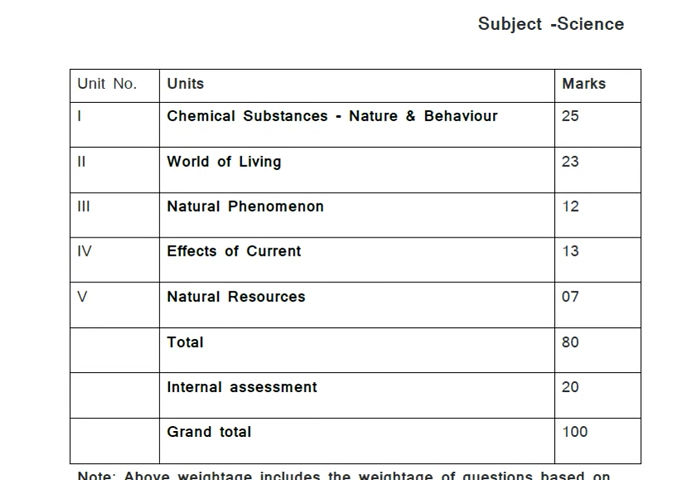 Subject -Science
Unit No. Units Marks
I Chemical Substances - Nature & Behaviour 25
II World of Living 23
III Natural Phenomenon 12
IV Effects of Current 13
V Natural Resources 07
Total 80
Internal assessment 20
Grand total 100
Note: Above weightage includes the weightage of questions based on